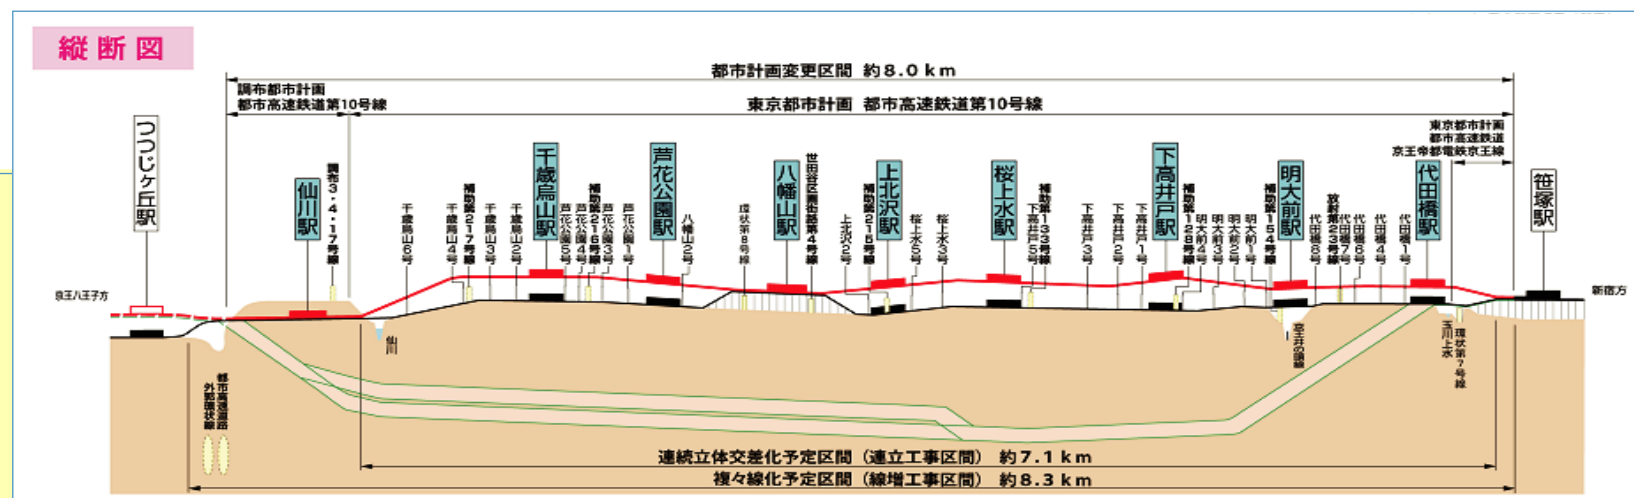 縦断図
都市計画変更区間 約8.0km
調布都市計画
都市高速鉄道第10号線
東京都市計画 都市高速鉄道第10号線
東京都市計画
都市高速鉄道
京王帝都電鉄京王線
つつじヶ丘駅
仙川駅
調布3・4・17号線
千歳烏山6号
千歳烏山4号
補助第217号線
千歳烏山3号
千歳烏山2号
千歳烏山駅
芦花公園5号
芦花公園4号
補助第216号線
芦花公園3号
芦花公園1号
芦花公園駅
八幡山2号
環状第8号線
八幡山駅
世田谷区画街路第4号線
上北沢2号
補助第215号線
上北沢駅
桜上水5号
桜上水3号
桜上水駅
下高井戸5号
補助第133号線
下高井戸3号
下高井戸2号
下高井戸1号
下高井戸駅
補助第128号線
明大前4号
明大前3号
明大前2号
明大前1号
補助第154号線
明大前駅
代田橋8号
放射第23号線
代田橋7号
代田橋6号
代田橋4号
代田橋1号
代田橋駅
笹塚駅
京王八王子方
新宿方
仙川
京王井の頭線
玉川上水
環状第7号線
都市高速道路
外郭環状線
連続立体交差化予定区間（連立工事区間） 約7.1km
複々線化予定区間（線増工事区間） 約8.3km